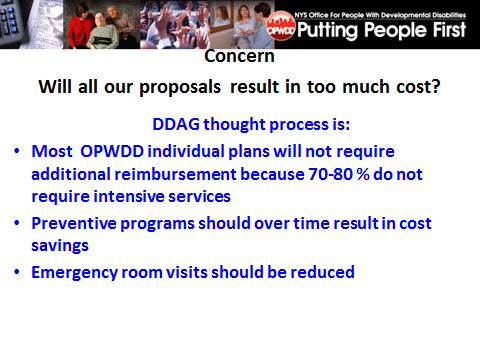 NYS Office For People With Developmental Disabilities
OPWDD
Putting People First
Concern
Will all our proposals result in too much cost?
DDAG thought process is:
• Most OPWDD individual plans will not require
additional reimbursement because 70-80 % do not
require intensive services
• Preventive programs should over time result in cost
savings
• Emergency room visits should be reduced